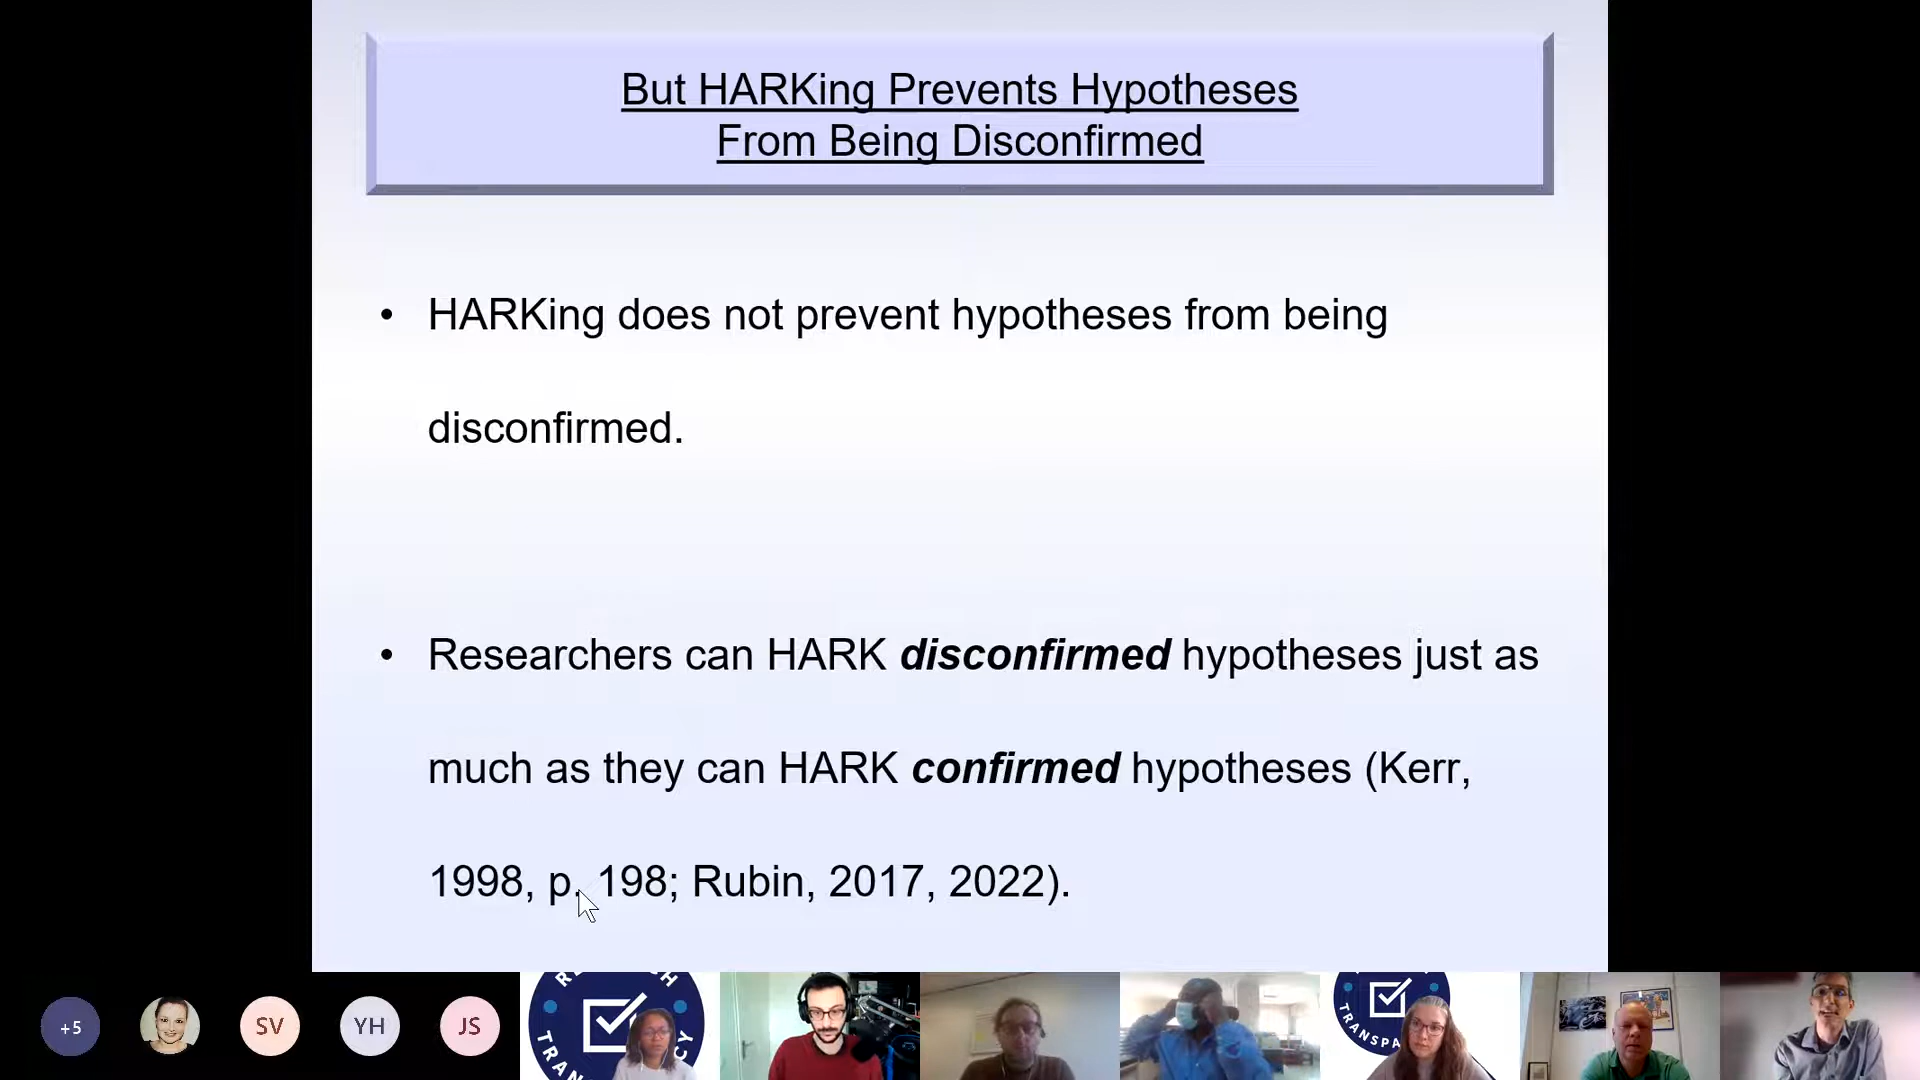 But HARKing Prevents Hypotheses
From Being Disconfirmed
• HARKing does not prevent hypotheses from being
disconfirmed.
• Researchers can HARK disconfirmed hypotheses just as
much as they can HARK confirmed hypotheses (Kerr,
1998, p. 198; Rubin, 2017, 2022).
+5
SV
YH
JS